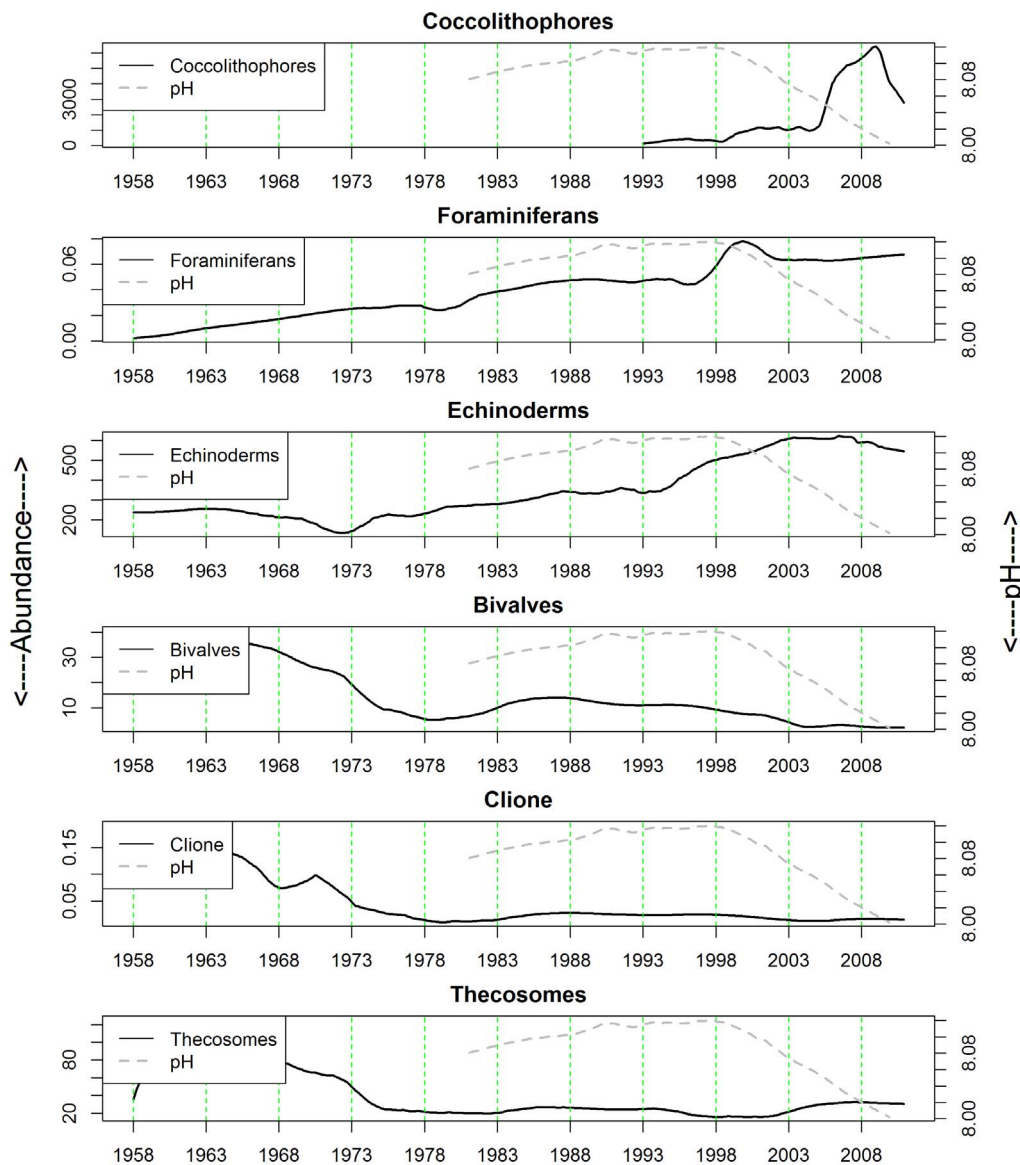 Coccolithophores
Coccolithophores
pH
0 3000
8.00 8.08
1958 1963 1968 1973 1978 1983 1988 1993 1998 2003 2008
Foraminiferans
Foraminiferans
pH
0.00 0.06
8.00 8.08
1958 1963 1968 1973 1978 1983 1988 1993 1998 2003 2008
Echinoderms
Echinoderms
pH
200 500
8.00 8.08
1958 1963 1968 1973 1978 1983 1988 1993 1998 2003 2008
<----Abundance---->
<----pH---->
Bivalves
Bivalves
pH
10 30
8.00 8.08
1958 1963 1968 1973 1978 1983 1988 1993 1998 2003 2008
Clione
Clione
pH
0.05 0.15
8.00 8.08
1958 1963 1968 1973 1978 1983 1988 1993 1998 2003 2008
Thecosomes
Thecosomes
pH
20 80
8.00 8.08
1958 1963 1968 1973 1978 1983 1988 1993 1998 2003 2008